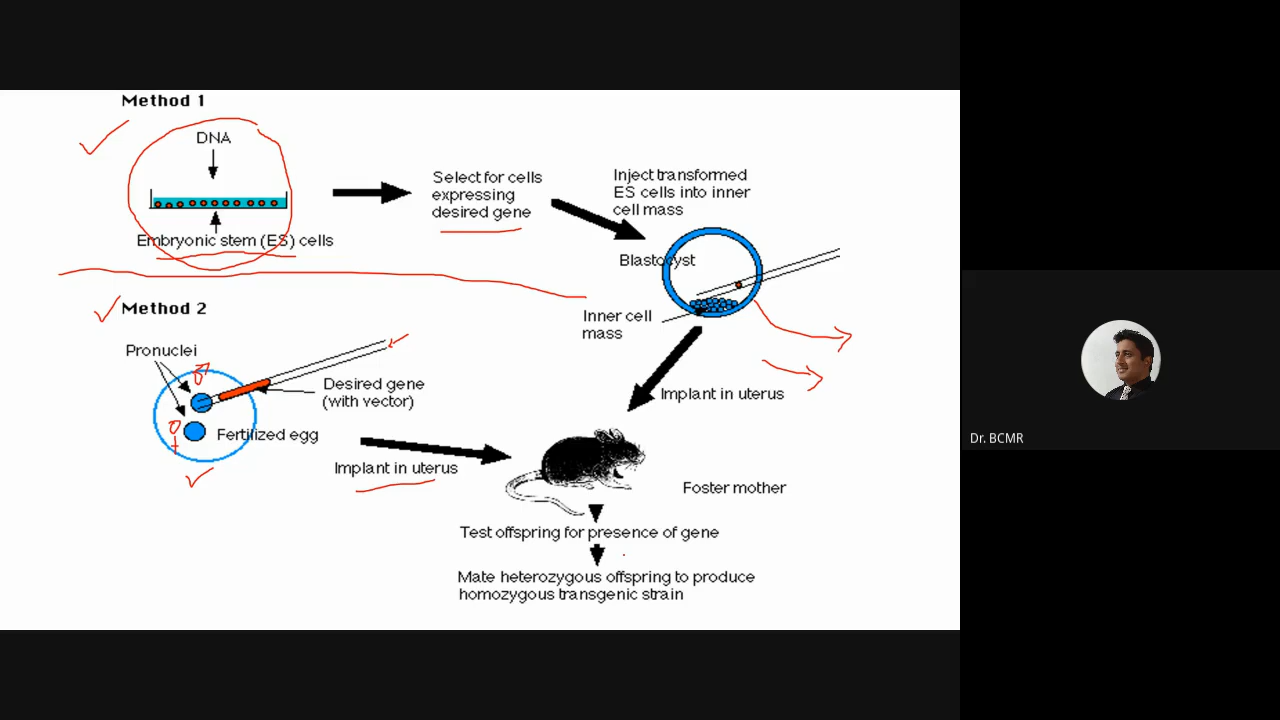 Method 1
DNA
Embryonic stem (ES) cells
Select for cells
expressing
desired gene
Inject transformed
ES cells into inner
cell mass
Blastocyst
Inner cell
mass
Implant in uterus
Method 2
Pronuclei
Desired gene
(with vector)
Fertilized egg
Implant in uterus
Foster mother
Test offspring for presence of gene
Mate heterozygous offspring to produce
homozygous transgenic strain
Dr. BCMR